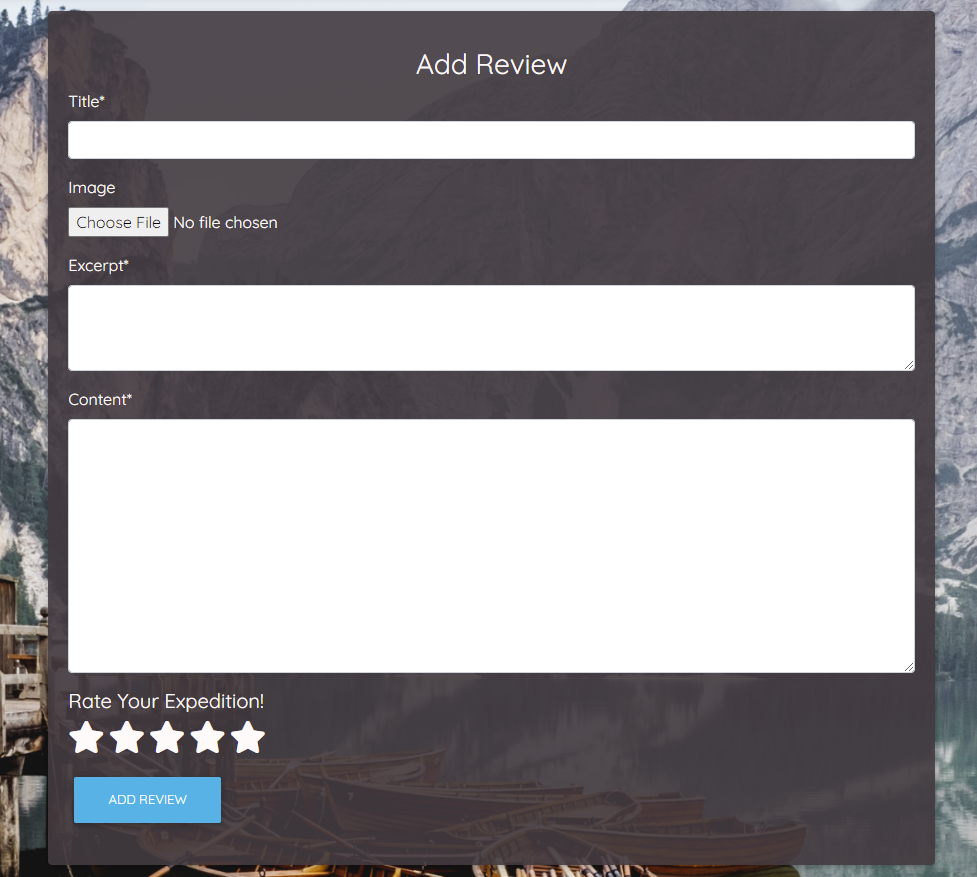 Add Review
Title*
Image
Choose File No file chosen
Excerpt*
Content*
Rate Your Expedition!
ADD REVIEW